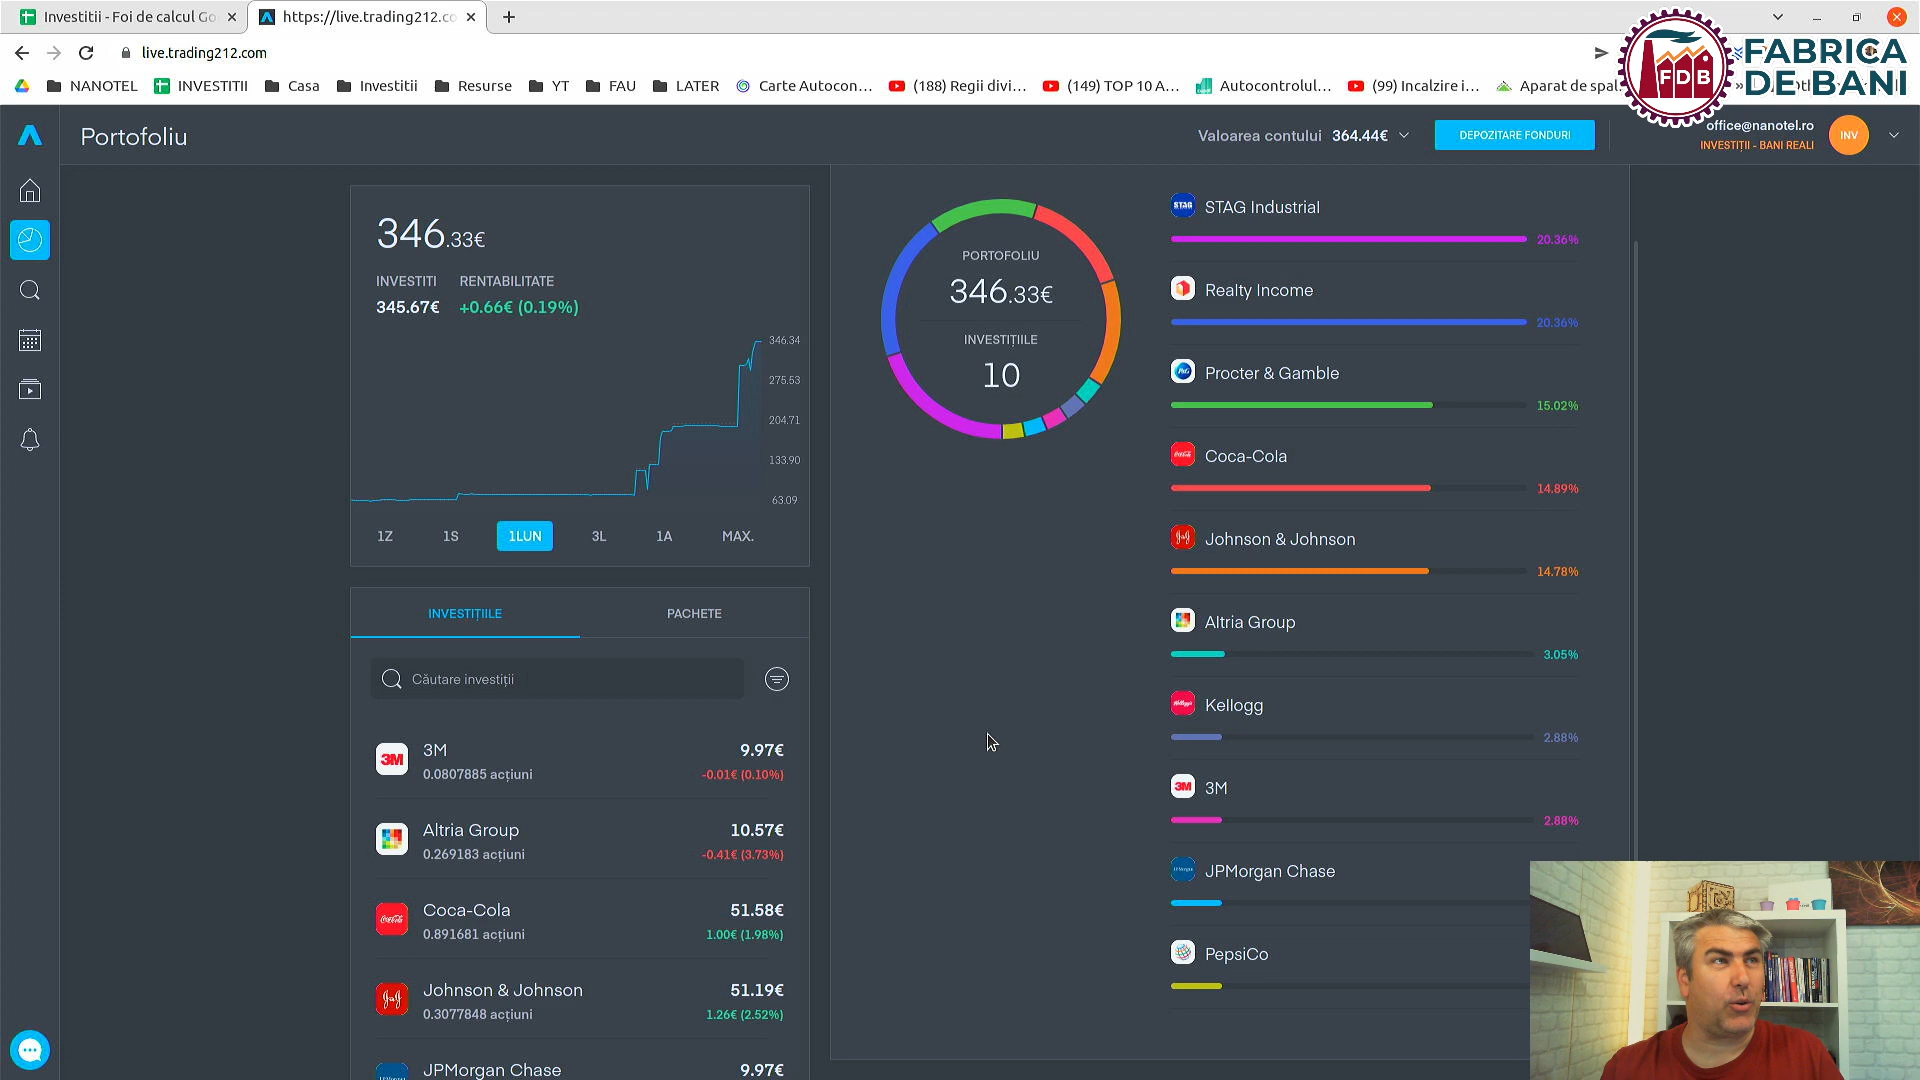 Investitii - Foi de calcul Go
https://live.trading212.co
live.trading212.com
NANOTEL
INVESTITII
Casa
Investitii
Resurse
YT
FAU
LATER
Carte Autocon...
(188) Regii divi...
(149) TOP 10 A...
Autocontrolul...
(99) Incalzire i...
Aparat de spal
FDB
FABRICA
DE BANI
Portofoliu
Valoarea contului 364.44€
DEPOZITARE FONDURI
office@nanotel.ro
INVESTIȚII - BANI REALI
INV
346.33€
INVESTITI
RENTABILITATE
345.67€
+0.66€ (0.19%)
346.34
275.53
204.71
133.90
63.09
1Z
1S
1LUN
3L
1A
MAX.
INVESTIȚIILE
PACHETE
Căutare investiții
3M
9.97€
0.0807885 acțiuni
-0.01€ (0.10%)
Altria Group
10.57€
0.269183 acțiuni
-0.41€ (3.73%)
Coca-Cola
51.58€
0.891681 acțiuni
1.00€ (1.98%)
Johnson & Johnson
51.19€
0.3077848 acțiuni
1.26€ (2.52%)
JPMorgan Chase
9.97€
PORTOFOLIU
346.33€
INVESTIȚIILE
10
STAG Industrial
20.36%
Realty Income
20.36%
Procter & Gamble
15.02%
Coca-Cola
14.89%
Johnson & Johnson
14.78%
Altria Group
3.05%
Kellogg
2.88%
3M
2.88%
JPMorgan Chase
PepsiCo